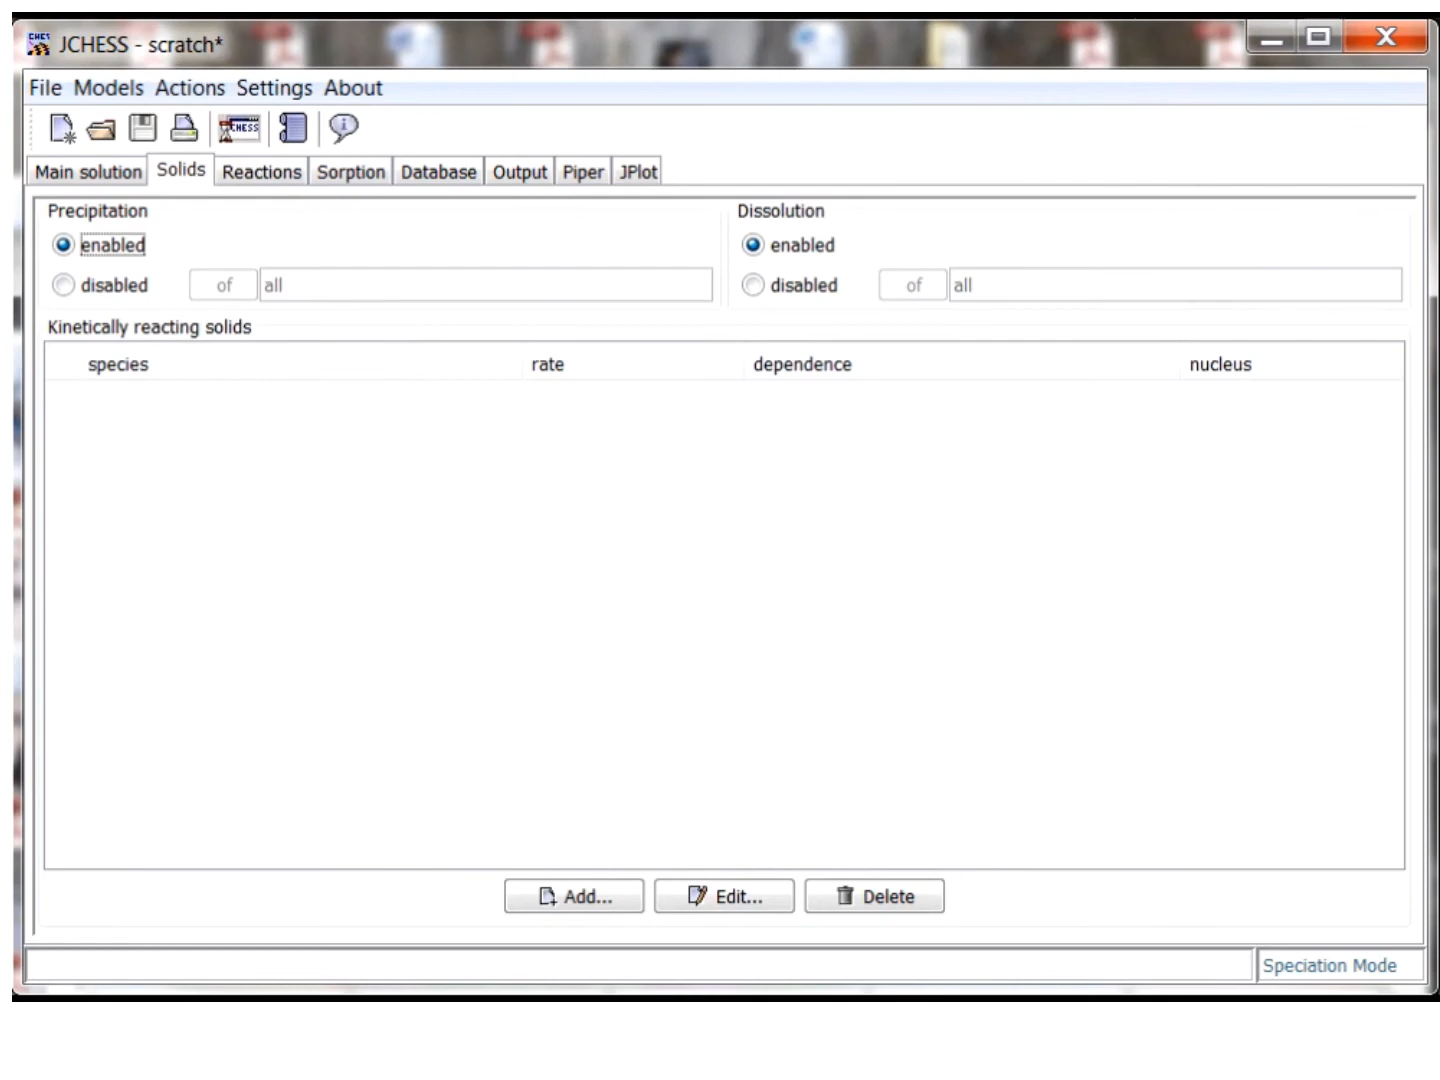 JCHESS - scratch*
File Models Actions Settings About
CHESS
Main solution Solids Reactions Sorption Database Output Piper JPlot
Precipitation Dissolution
enabled enabled
disabled of all disabled of all
Kinetically reacting solids
species rate dependence nucleus
Add... Edit... Delete
Speciation Mode